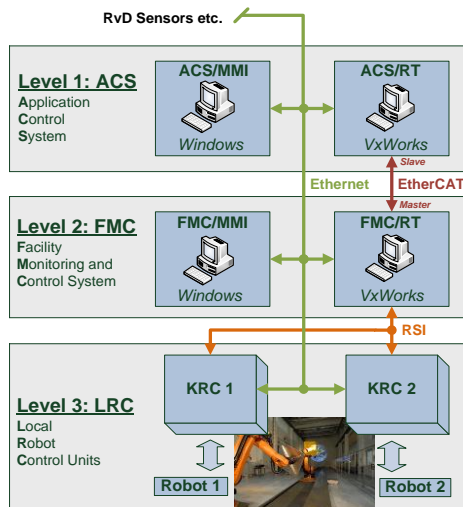 RvD Sensors etc.
Level 1: ACS
Application
Control
System
ACS/MMI
Windows
ACS/RT
VxWorks
Slave
Ethernet
EtherCAT
Master
Level 2: FMC
Facility
Monitoring and
Control System
FMC/MMI
Windows
FMC/RT
VxWorks
RSI
Level 3: LRC
Local
Robot
Control Units
KRC 1
KRC 2
Robot 1
Robot 2